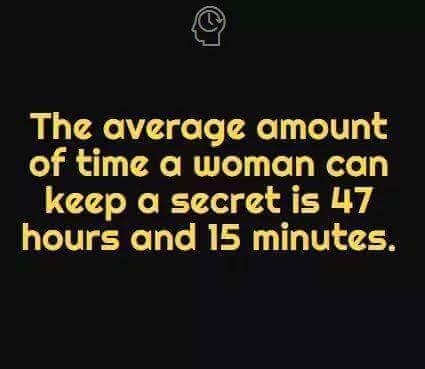 The average amount
of time a woman can
keep a secret is 47
hours and 15 minutes.